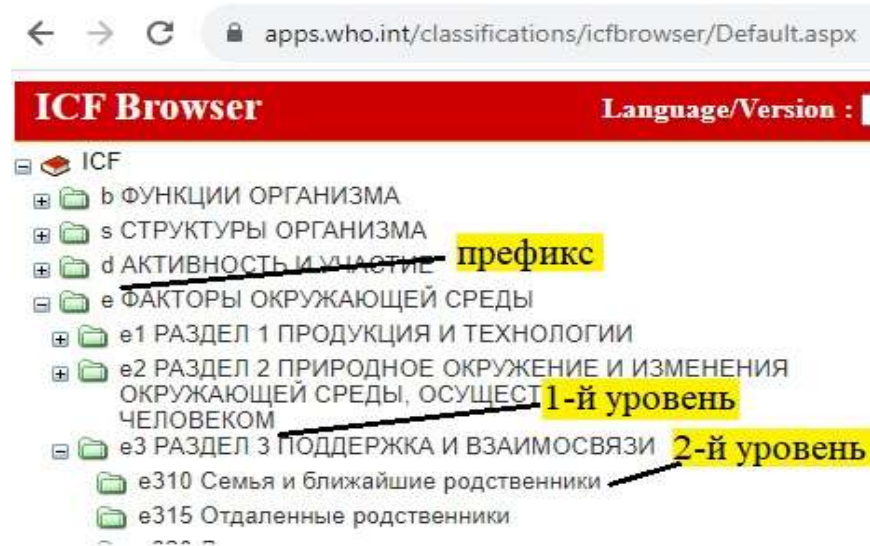 apps.who.int/classifications/icfbrowser/Default.aspx
ICF Browser Language/Version :
ICF
b ФУНКЦИИ ОРГАНИЗМА
s СТРУКТУРЫ ОРГАНИЗМА
префикс
d АКТИВНОСТЬ И УЧАСТИЕ
e ФАКТОРЫ ОКРУЖАЮЩЕЙ СРЕДЫ
e1 РАЗДЕЛ 1 ПРОДУКЦИЯ И ТЕХНОЛОГИИ
e2 РАЗДЕЛ 2 ПРИРОДНОЕ ОКРУЖЕНИЕ И ИЗМЕНЕНИЯ
ОКРУЖАЮЩЕЙ СРЕДЫ, ОСУЩЕСТ
1-й уровень
ЧЕЛОВЕКОМ
e3 РАЗДЕЛ 3 ПОДДЕРЖКА И ВЗАИМОСВЯЗИ
2-й уровень
e310 Семья и ближайшие родственники
e315 Отдаленные родственники